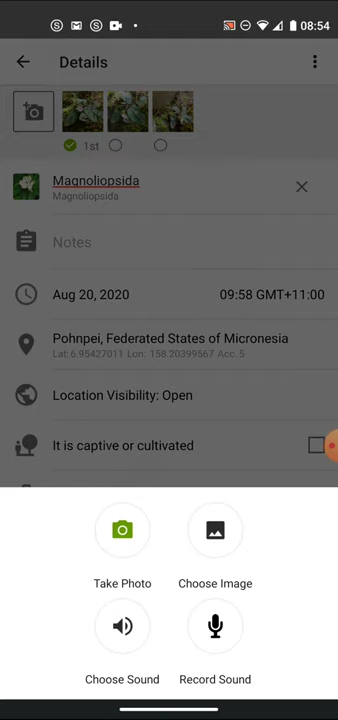 08:54
Details
1st
Magnoliopsida
Magnoliopsida
Notes
Aug 20, 2020 09:58 GMT+11:00
Pohnpei, Federated States of Micronesia
Lat: 6.95427011 Lon: 158.20399567 Acc. 5
Location Visibility: Open
It is captive or cultivated
Take Photo Choose Image
Choose Sound Record Sound